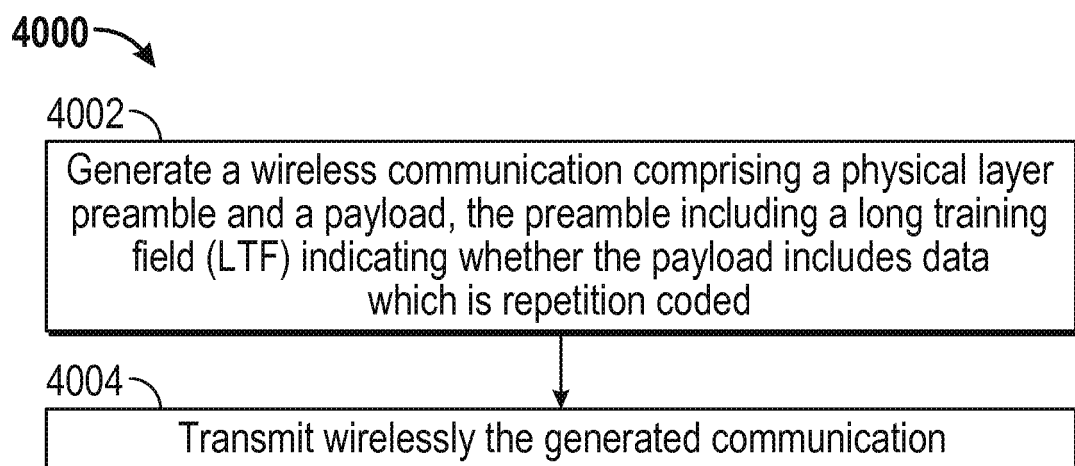 4000
4002
Generate a wireless communication comprising a physical layer
preamble and a payload, the preamble including a long training
field (LTF) indicating whether the payload includes data
which is repetition coded
4004
Transmit wirelessly the generated communication